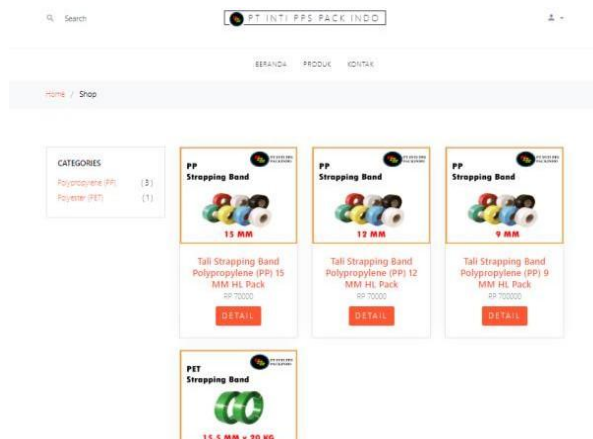 Search
PT INTI PPS PACK INDO
BERANDA PRODUK KONTAK
Home / Shop
CATEGORIES
Polypropylene (PP) (3)
Polyester (PET) (1)
PP
Strapping Band
15 MM
Tali Strapping Band
Polypropylene (PP) 15
MM HL Pack
RP 70000
DETAIL
PP
Strapping Band
12 MM
Tali Strapping Band
Polypropylene (PP) 12
MM HL Pack
RP 70000
DETAIL
PP
Strapping Band
9 MM
Tali Strapping Band
Polypropylene (PP) 9
MM HL Pack
RP 700000
DETAIL
PET
Strapping Band
15.5 MM x 20 KG